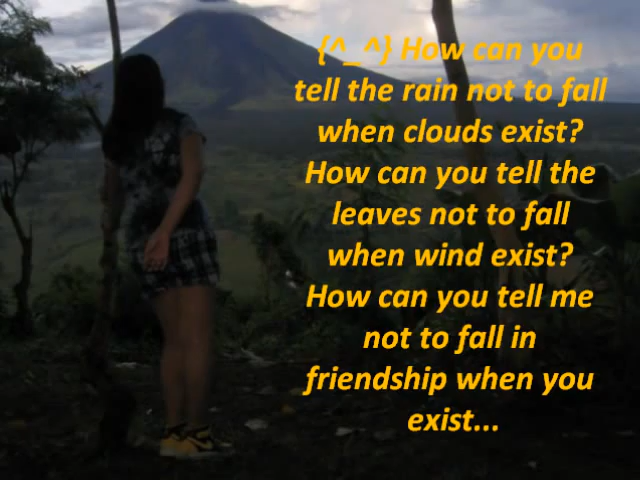 {^_^} How can you
tell the rain not to fall
when clouds exist?
How can you tell the
leaves not to fall
when wind exist?
How can you tell me
not to fall in
friendship when you
exist...